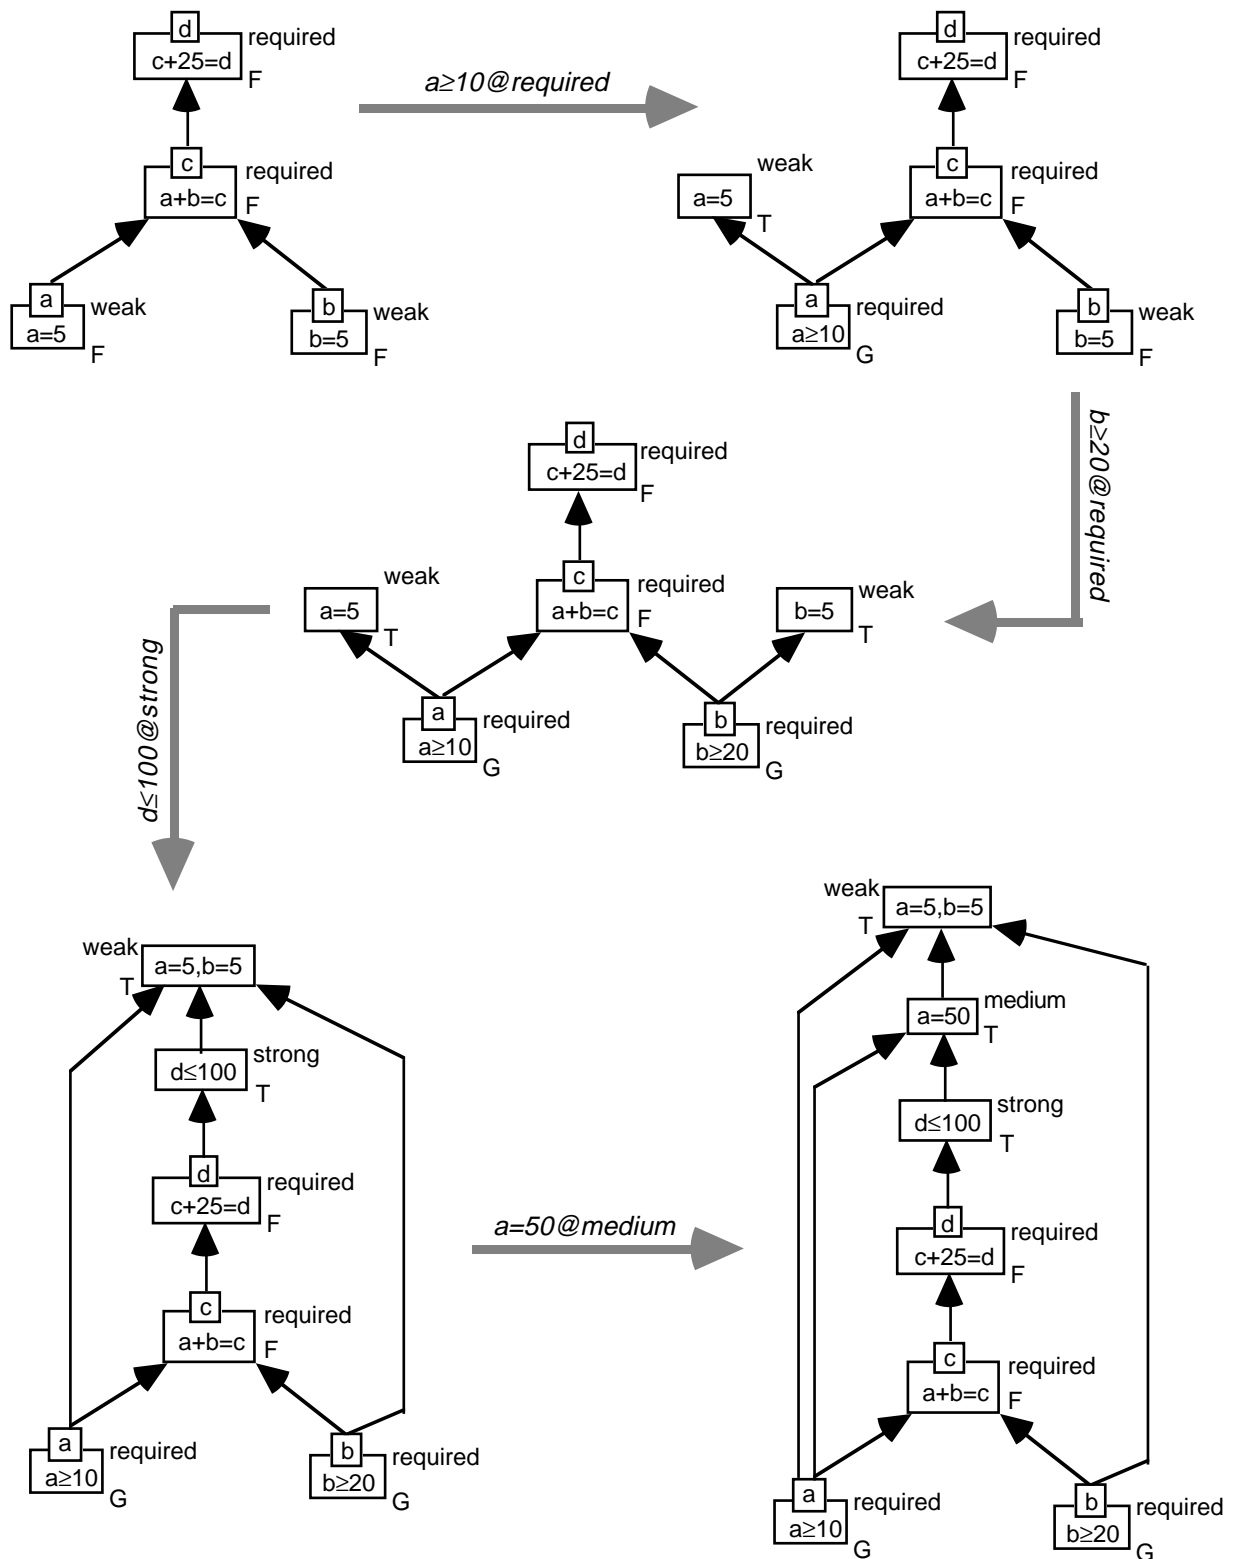 d
required
c+25=d
F
c
required
a+b=c
F
a
weak
a=5
F
b
weak
b=5
F
a≥10@required
d
required
c+25=d
F
weak
a=5
T
c
required
a+b=c
F
a
required
a≥10
G
b
weak
b=5
F
b≥20@required
d
required
c+25=d
F
weak
a=5
T
c
required
a+b=c
F
weak
b=5
T
a
required
a≥10
G
b
required
b≥20
G
d≤100@strong
weak
a=5,b=5
T
strong
d≤100
T
d
required
c+25=d
F
c
required
a+b=c
F
a
required
a≥10
G
b
required
b≥20
G
a=50@medium
weak
a=5,b=5
T
medium
a=50
T
strong
d≤100
T
d
required
c+25=d
F
c
required
a+b=c
F
a
required
a≥10
G
b
required
b≥20
G